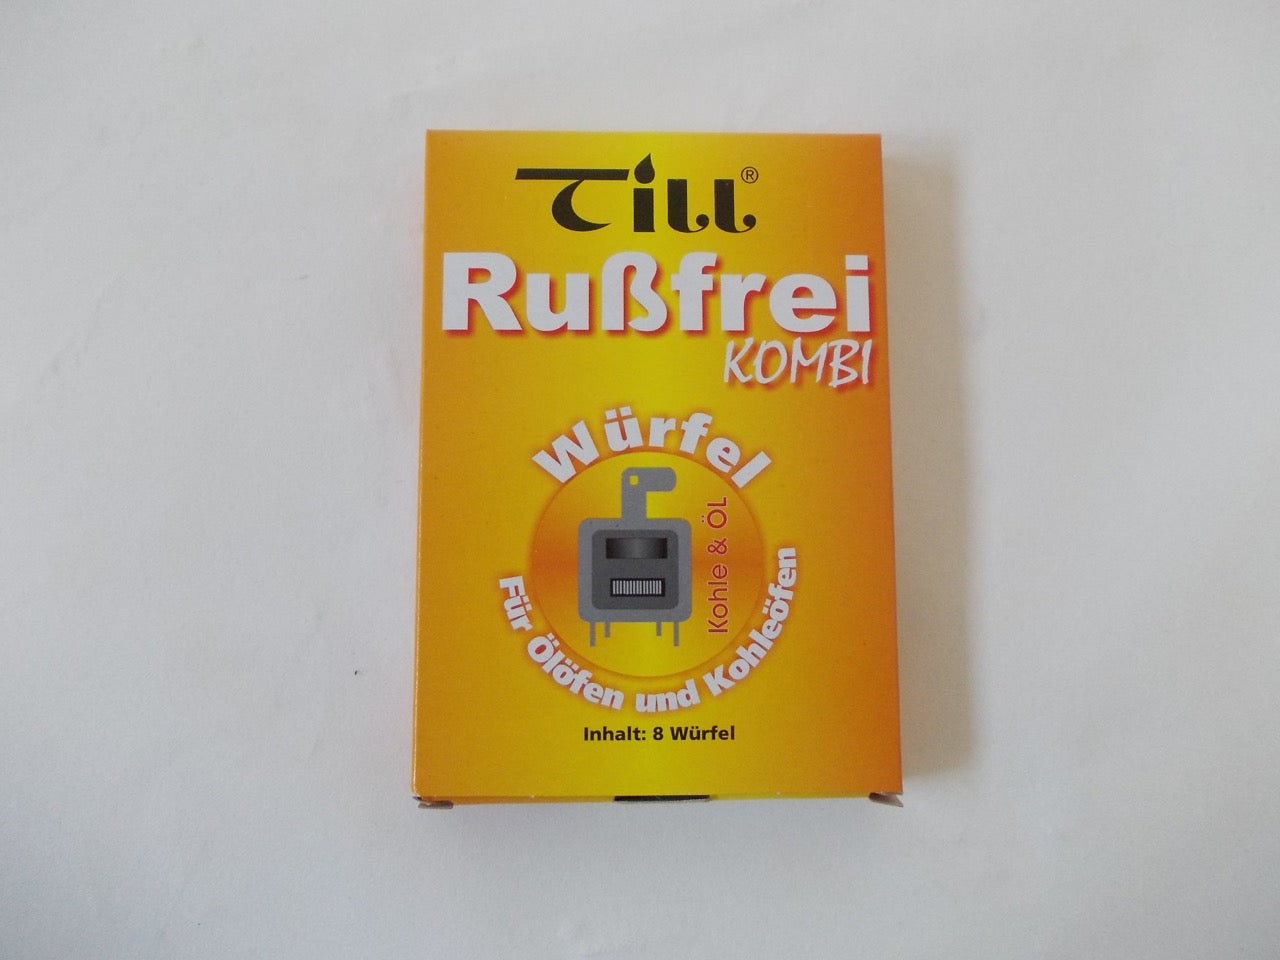 Till®
Rußfrei
KOMBI
Würfel
Kohle & ÖL
Für Ölöfen und Kohleöfen
Inhalt: 8 Würfel